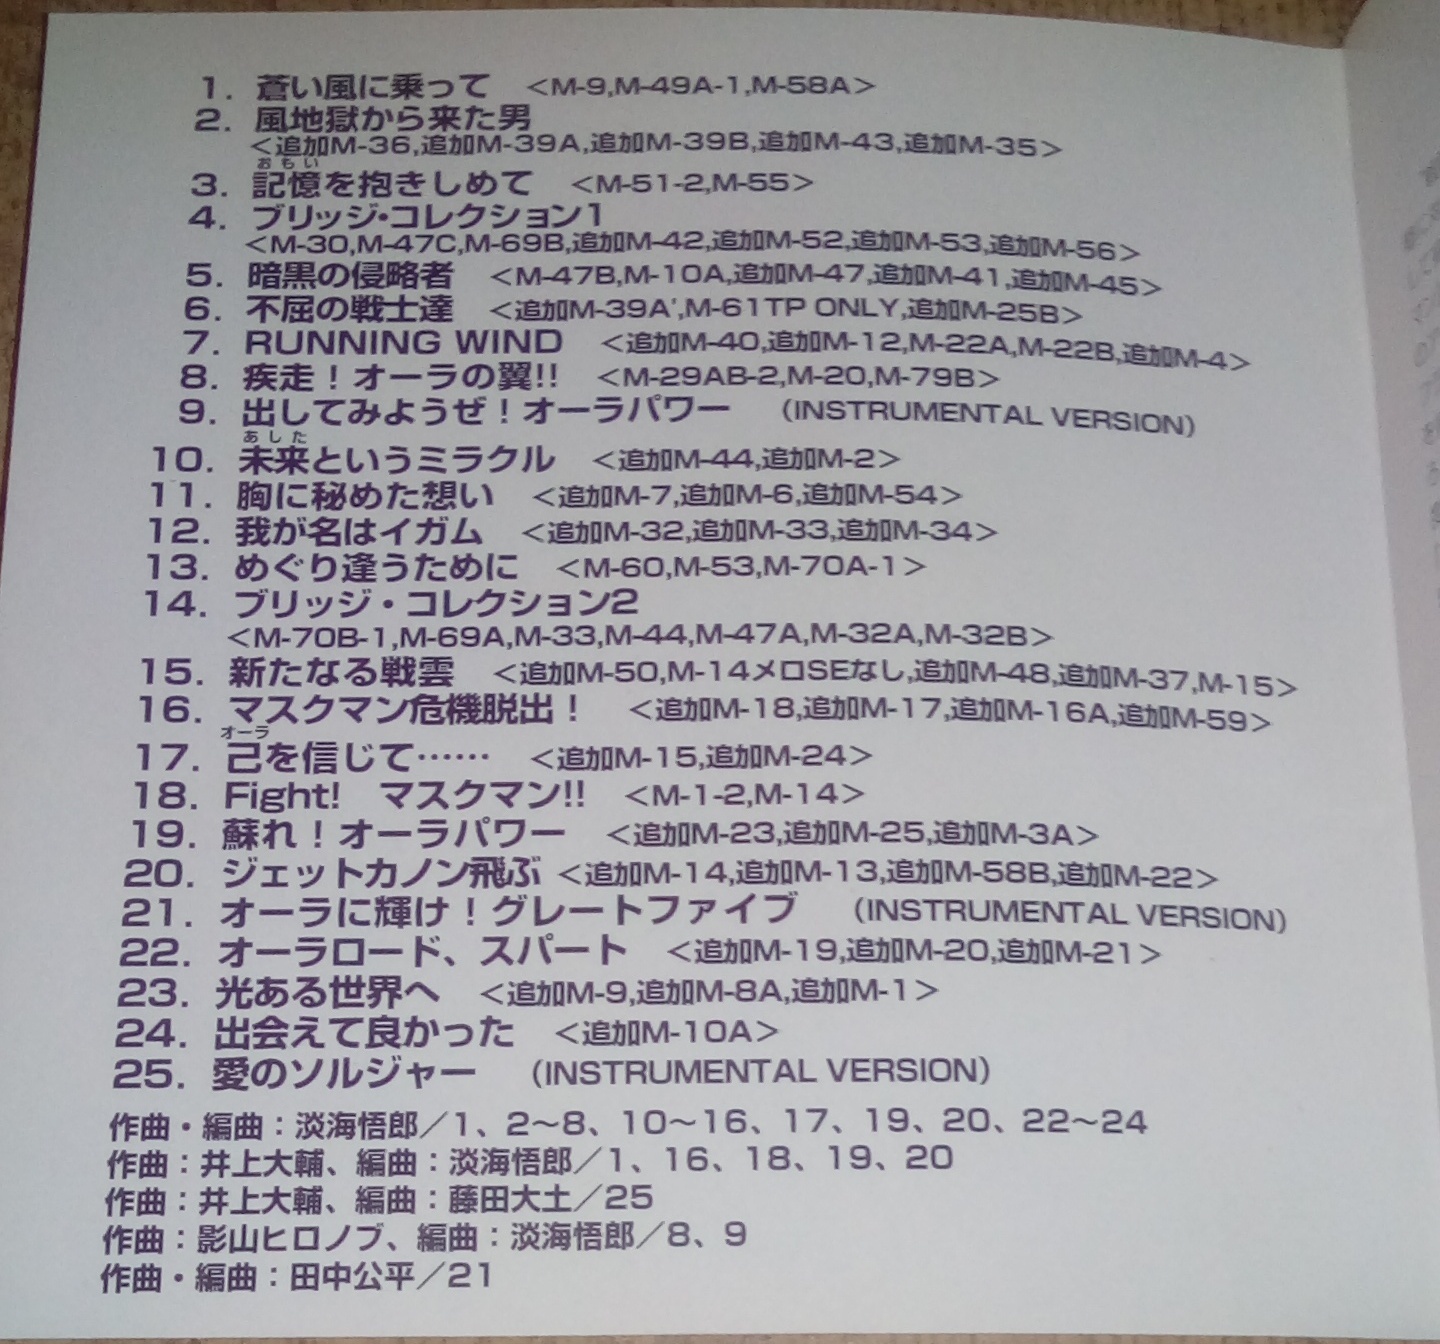 1. 蒼い風に乗って <M-9,M-49A-1,M-58A>
2. 風地獄から来た男
<追加M-36,追加M-39A,追加M-39B,追加M-43,追加M-35>
おもい
3. 記憶を抱きしめて <M-51-2,M-55>
4. ブリッジ・コレクション1
<M-30,M-47C,M-69B,追加M-42,追加M-52,追加M-53,追加M-56>
5. 暗黒の侵略者 <M-47B,M-10A,追加M-47,追加M-41,追加M-45>
6. 不屈の戦士達 <追加M-39A',M-61TP ONLY,追加M-25B>
7. RUNNING WIND <追加M-40,追加M-12,M-22A,M-22B,追加M-4>
8. 疾走！オーラの翼!! <M-29AB-2,M-20,M-79B>
9. 出してみようぜ！オーラパワー (INSTRUMENTAL VERSION)
あした
10. 未来というミラクル <追加M-44,追加M-2>
11. 胸に秘めた想い <追加M-7,追加M-6,追加M-54>
12. 我が名はイガム <追加M-32,追加M-33,追加M-34>
13. めぐり逢うために <M-60,M-53,M-70A-1>
14. ブリッジ・コレクション2
<M-70B-1,M-69A,M-33,M-44,M-47A,M-32A,M-32B>
15. 新たなる戦雲 <追加M-50,M-14メロSEなし,追加M-48,追加M-37,M-15>
16. マスクマン危機脱出！ <追加M-18,追加M-17,追加M-16A,追加M-59>
オーラ
17. 己を信じて…… <追加M-15,追加M-24>
18. Fight! マスクマン!! <M-1-2,M-14>
19. 蘇れ！オーラパワー <追加M-23,追加M-25,追加M-3A>
20. ジェットカノン飛ぶ <追加M-14,追加M-13,追加M-58B,追加M-22>
21. オーラに輝け！グレートファイブ (INSTRUMENTAL VERSION)
22. オーラロード、スパート <追加M-19,追加M-20,追加M-21>
23. 光ある世界へ <追加M-9,追加M-8A,追加M-1>
24. 出会えて良かった <追加M-10A>
25. 愛のソルジャー (INSTRUMENTAL VERSION)
作曲・編曲：淡海悟郎／1、2〜8、10〜16、17、19、20、22〜24
作曲：井上大輔、編曲：淡海悟郎／1、16、18、19、20
作曲：井上大輔、編曲：藤田大土／25
作曲：影山ヒロノブ、編曲：淡海悟郎／8、9
作曲・編曲：田中公平／21